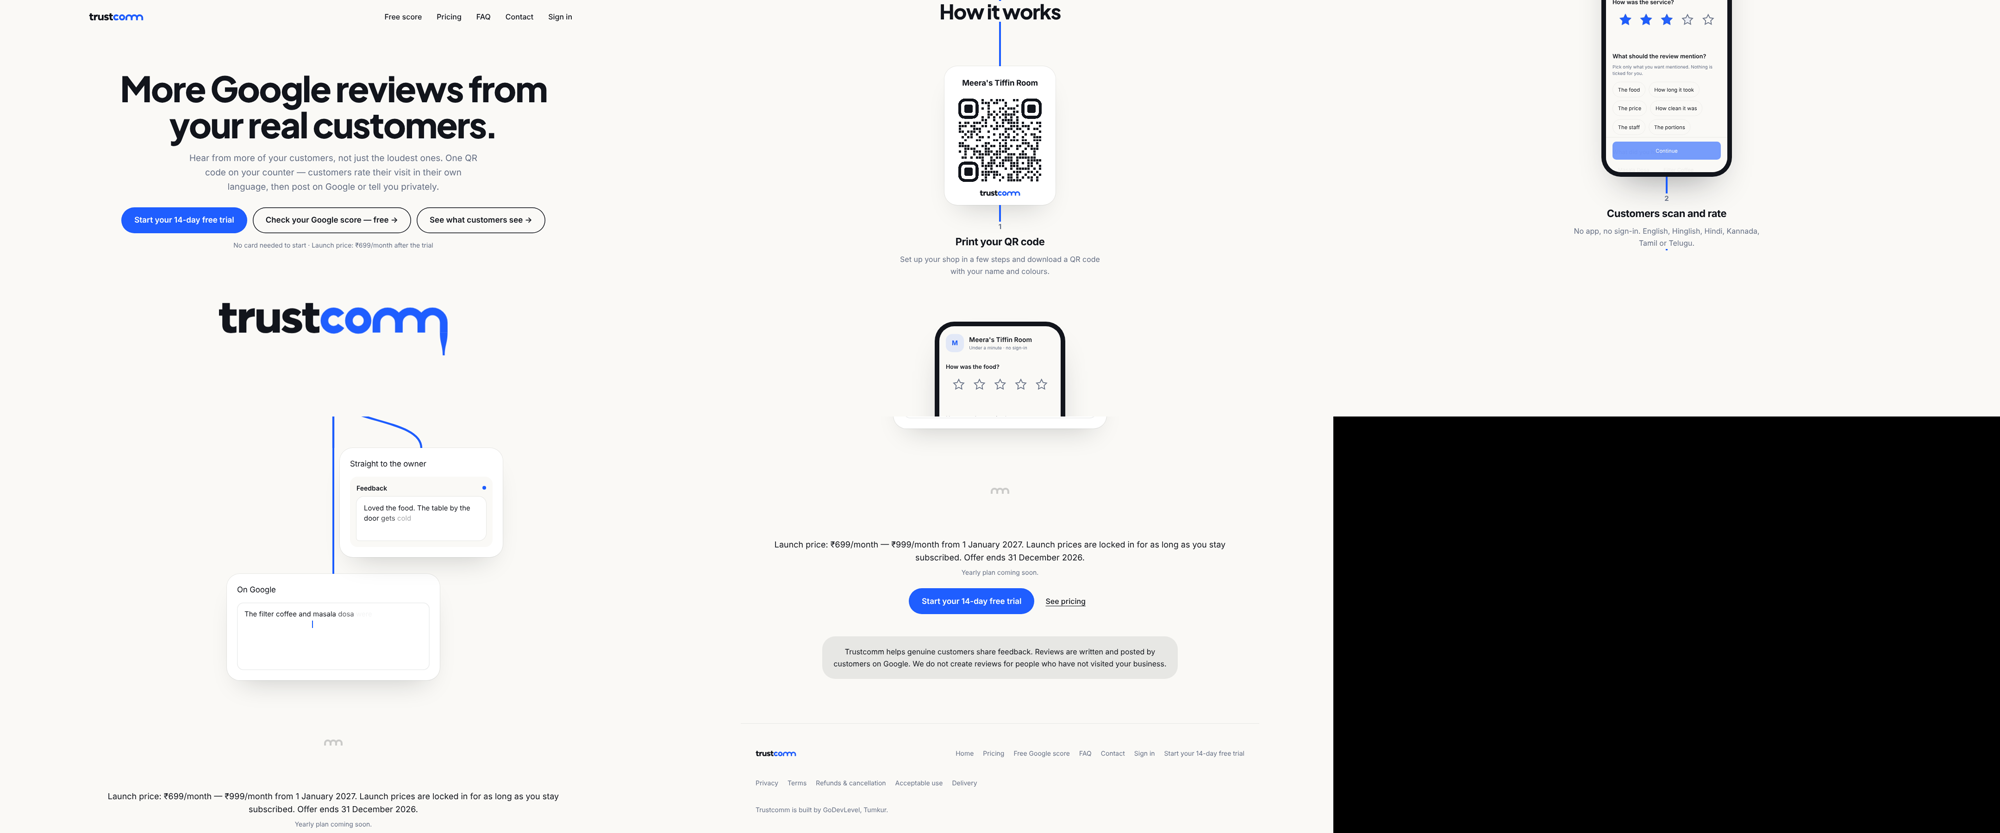 trustcomm
Free score Pricing FAQ Contact Sign in
More Google reviews from
your real customers.
Hear from more of your customers, not just the loudest ones. One QR
code on your counter — customers rate their visit in their own
language, then post on Google or tell you privately.
Start your 14-day free trial
Check your Google score — free →
See what customers see →
No card needed to start · Launch price: ₹699/month after the trial
trustcomm
How it works
Meera's Tiffin Room
trustcomm
1
Print your QR code
Set up your shop in a few steps and download a QR code
with your name and colours.
M
Meera's Tiffin Room
Under a minute · no sign-in
How was the food?
How was the service?
What should the review mention?
Pick only what you want mentioned. Nothing is
ticked for you.
The food How long it took
The price How clean it was
The staff The portions
Continue
2
Customers scan and rate
No app, no sign-in. English, Hinglish, Hindi, Kannada,
Tamil or Telugu.
Straight to the owner
Feedback
Loved the food. The table by the
door gets cold
On Google
The filter coffee and masala dosa
Launch price: ₹699/month — ₹999/month from 1 January 2027. Launch prices are locked in for as long as you stay
subscribed. Offer ends 31 December 2026.
Yearly plan coming soon.
Launch price: ₹699/month — ₹999/month from 1 January 2027. Launch prices are locked in for as long as you stay
subscribed. Offer ends 31 December 2026.
Yearly plan coming soon.
Start your 14-day free trial
See pricing
Trustcomm helps genuine customers share feedback. Reviews are written and posted by
customers on Google. We do not create reviews for people who have not visited your business.
trustcomm
Home Pricing Free Google score FAQ Contact Sign in Start your 14-day free trial
Privacy Terms Refunds & cancellation Acceptable use Delivery
Trustcomm is built by GoDevLevel, Tumkur.